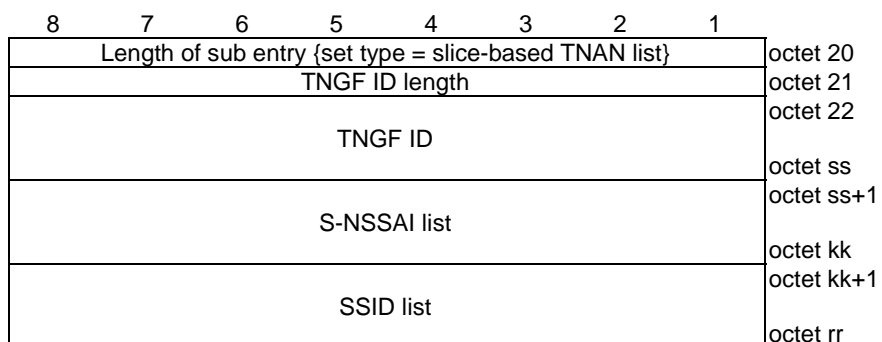 8 7 6 5 4 3 2 1
Length of sub entry {set type = slice-based TNAN list} octet 20
TNGF ID length octet 21
octet 22
TNGF ID
octet ss
octet ss+1
S-NSSAI list
octet kk
octet kk+1
SSID list
octet rr